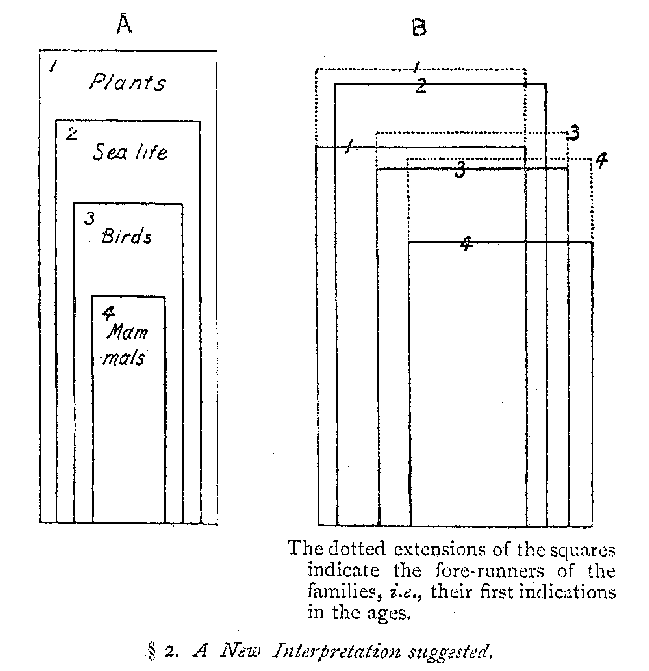 A
1
Plants
2
Sea life
3
Birds
4
Mam
mals
B
1
2
3
1
4
3
4
The dotted extensions of the squares
indicate the fore-runners of the
families, i.e., their first indications
in the ages.
§ 2. A New Interpretation suggested.